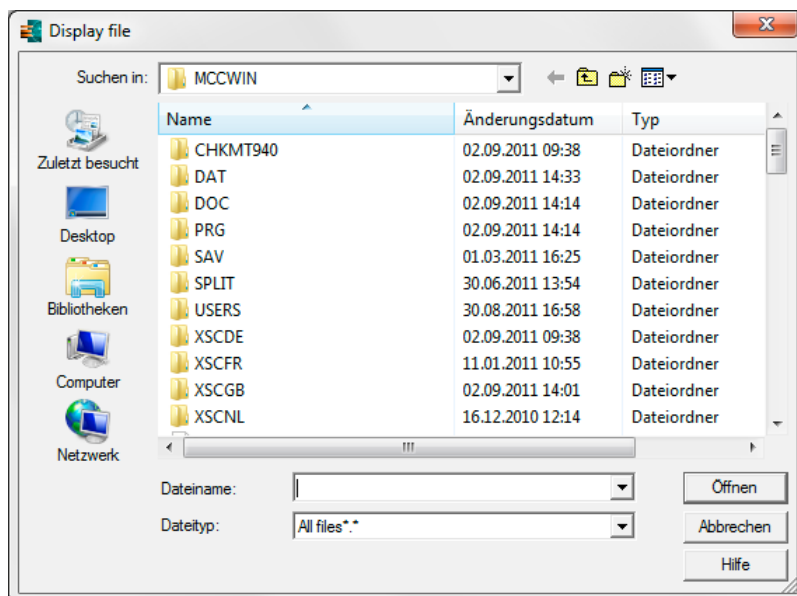 Display file
Suchen in: MCCWIN
Name Änderungsdatum Typ
CHKMT940 02.09.2011 09:38 Dateiordner
DAT 02.09.2011 14:33 Dateiordner
DOC 02.09.2011 14:14 Dateiordner
PRG 02.09.2011 14:14 Dateiordner
SAV 01.03.2011 16:25 Dateiordner
SPLIT 30.06.2011 13:54 Dateiordner
USERS 30.08.2011 16:58 Dateiordner
XSCDE 02.09.2011 09:38 Dateiordner
XSCFR 11.01.2011 10:55 Dateiordner
XSCGB 02.09.2011 14:01 Dateiordner
XSCNL 16.12.2010 12:14 Dateiordner
Zuletzt besucht
Desktop
Bibliotheken
Computer
Netzwerk
Dateiname: Öffnen
Dateityp: All files*.* Abbrechen
Hilfe